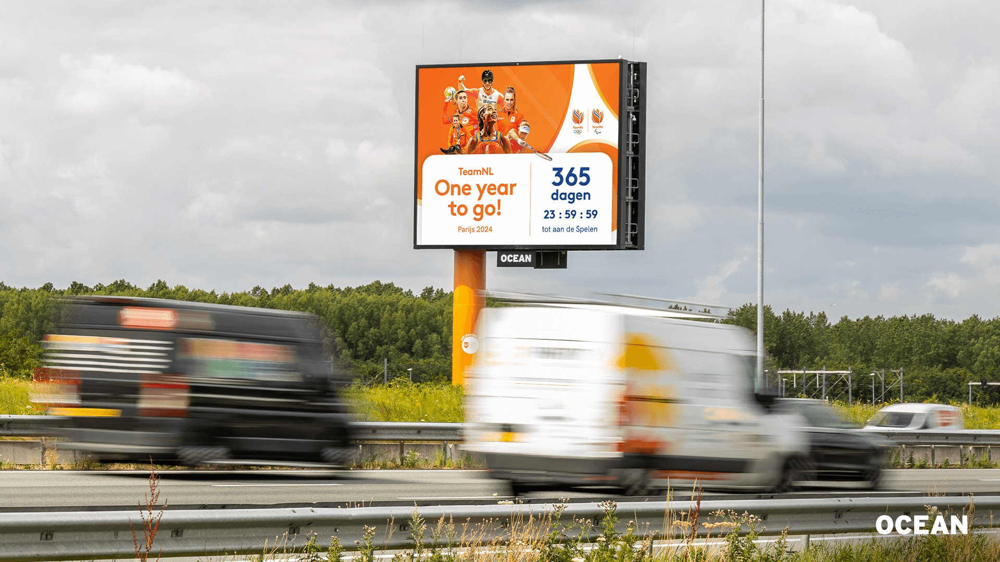 TeamNL
TeamNL
TeamNL
One year
to go!
Parijs 2024
365
dagen
23 : 59 : 59
tot aan de Spelen
OCEAN
OCEAN